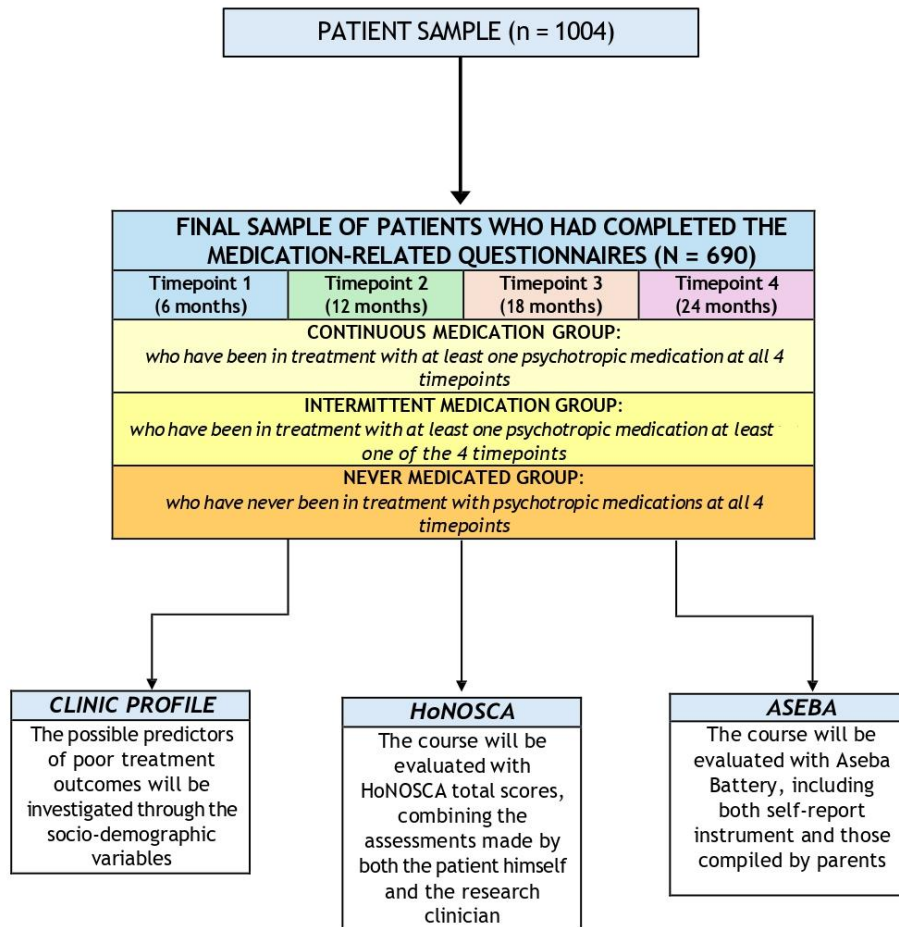 PATIENT SAMPLE (n = 1004)
FINAL SAMPLE OF PATIENTS WHO HAD COMPLETED THE
MEDICATION-RELATED QUESTIONNAIRES (N = 690)
Timepoint 1
(6 months)
Timepoint 2
(12 months)
Timepoint 3
(18 months)
Timepoint 4
(24 months)
CONTINUOUS MEDICATION GROUP:
who have been in treatment with at least one psychotropic medication at all 4
timepoints
INTERMITTENT MEDICATION GROUP:
who have been in treatment with at least one psychotropic medication at least
one of the 4 timepoints
NEVER MEDICATED GROUP:
who have never been in treatment with psychotropic medications at all 4
timepoints
CLINIC PROFILE
The possible predictors
of poor treatment
outcomes will be
investigated through the
socio-demographic
variables
HoNOSCA
The course will be
evaluated with
HoNOSCA total scores,
combining the
assessments made by
both the patient himself
and the research
clinician
ASEBA
The course will be
evaluated with Aseba
Battery, including
both self-report
instrument and those
compiled by parents